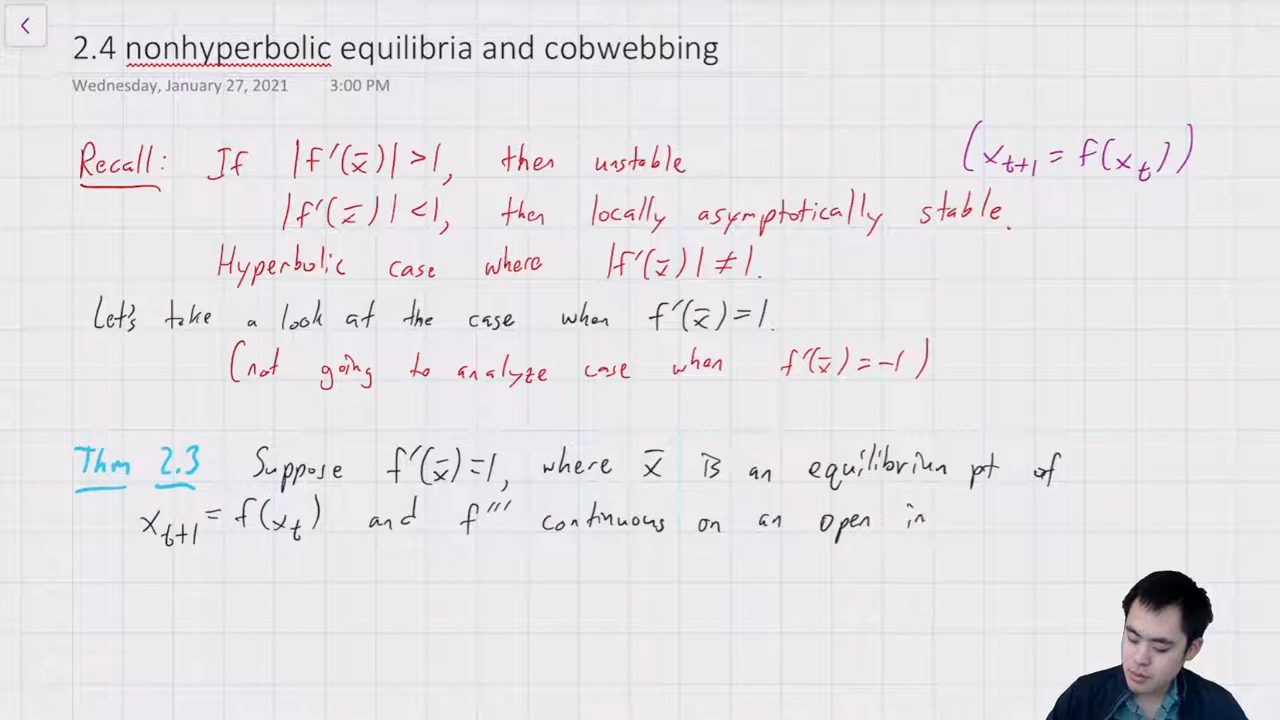 2.4 nonhyperbolic equilibria and cobwebbing
Wednesday, January 27, 2021 3:00 PM
Recall: If |f'(x̄)| > 1, then unstable (x_{t+1} = f(x_t))
|f'(x̄)| < 1, then locally asymptotically stable.
Hyperbolic case where |f'(x̄)| ≠ 1.
Let's take a look at the case when f'(x̄) = 1.
(not going to analyze case when f'(x̄) = -1)
Thm 2.3 Suppose f'(x̄) = 1, where x̄ is an equilibrium pt of
x_{t+1} = f(x_t) and f''' continuous on an open in